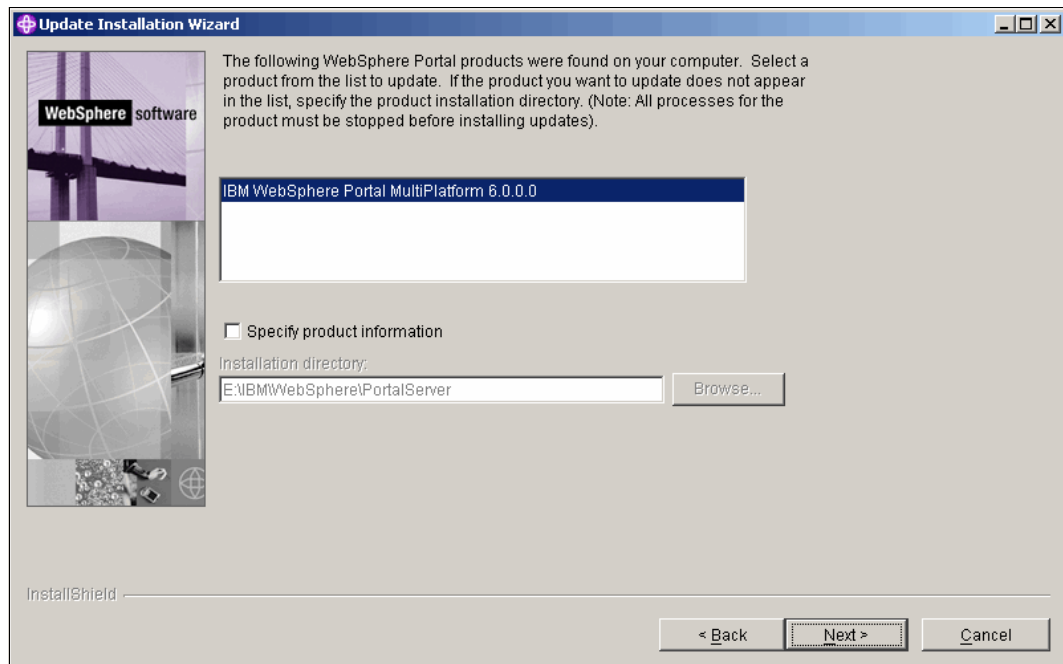 Update Installation Wizard
WebSphere software
The following WebSphere Portal products were found on your computer. Select a
product from the list to update. If the product you want to update does not appear
in the list, specify the product installation directory. (Note: All processes for the
product must be stopped before installing updates).
IBM WebSphere Portal MultiPlatform 6.0.0.0
Specify product information
Installation directory:
E:\IBM\WebSphere\PortalServer
Browse...
InstallShield
< Back
Next >
Cancel